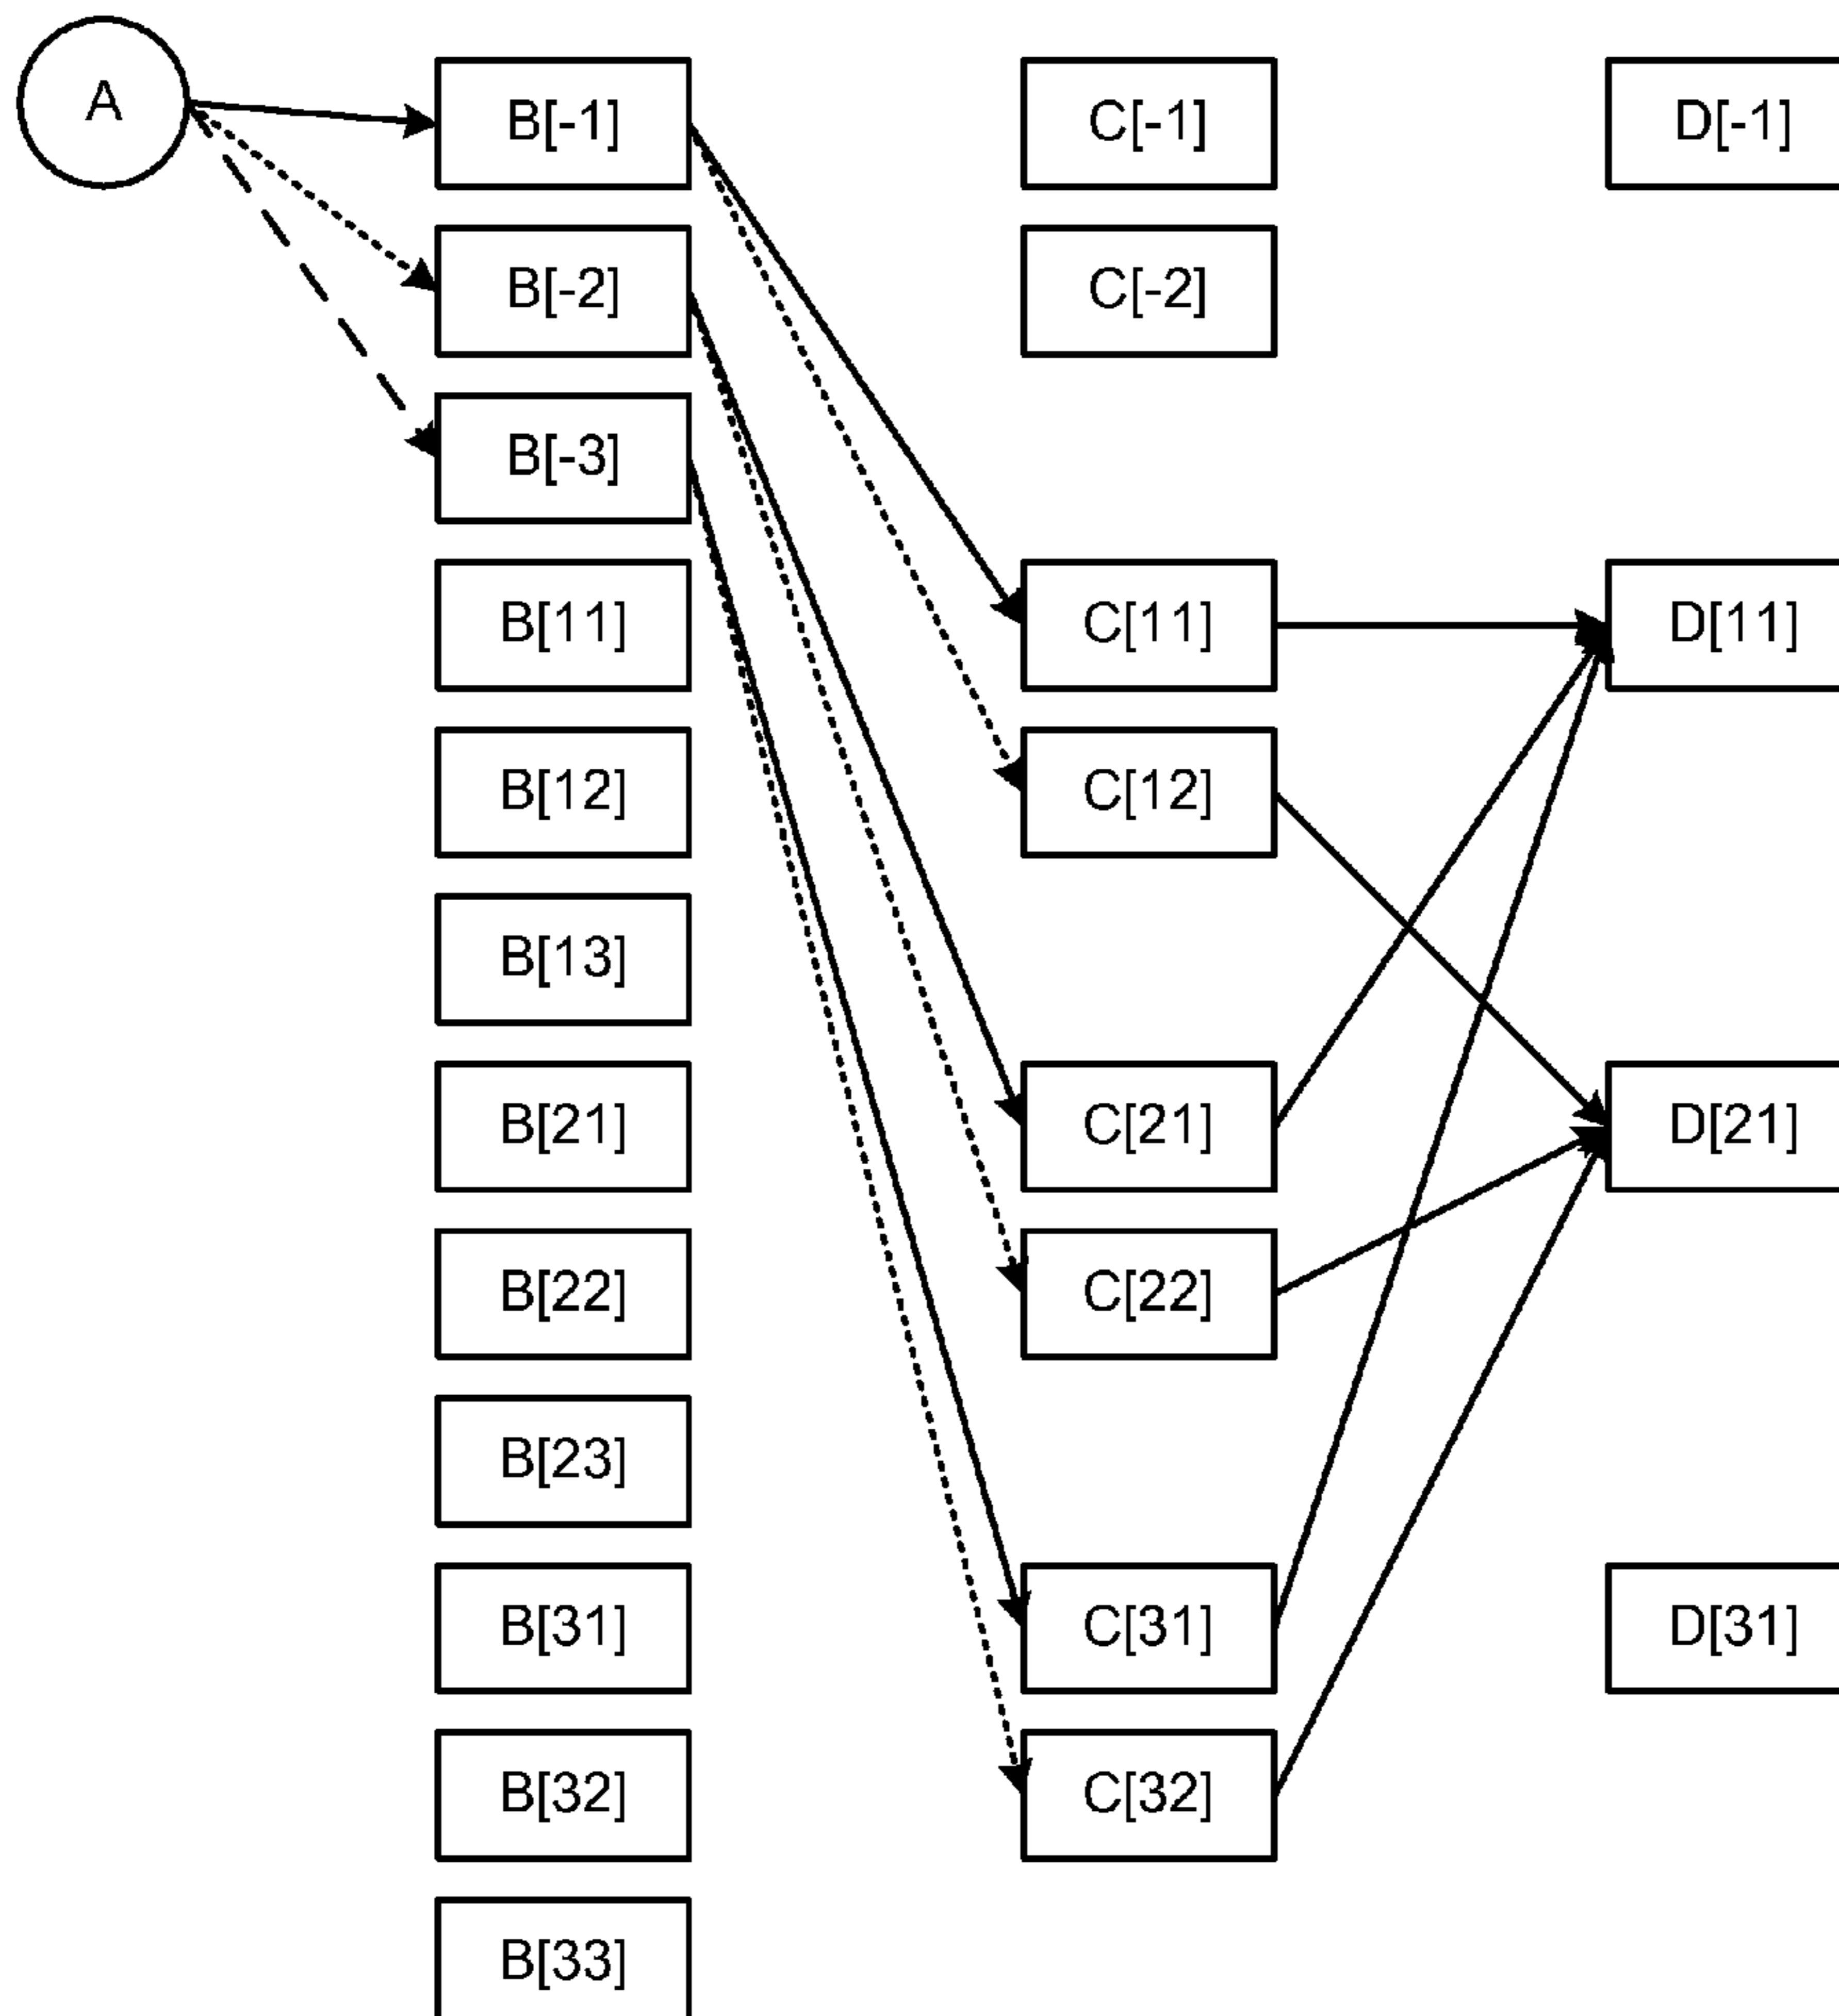 A
B[-1] C[-1] D[-1]
B[-2] C[-2]
B[-3]
B[11] C[11] D[11]
B[12] C[12]
B[13]
B[21] C[21] D[21]
B[22] C[22]
B[23]
B[31] C[31] D[31]
B[32] C[32]
B[33]